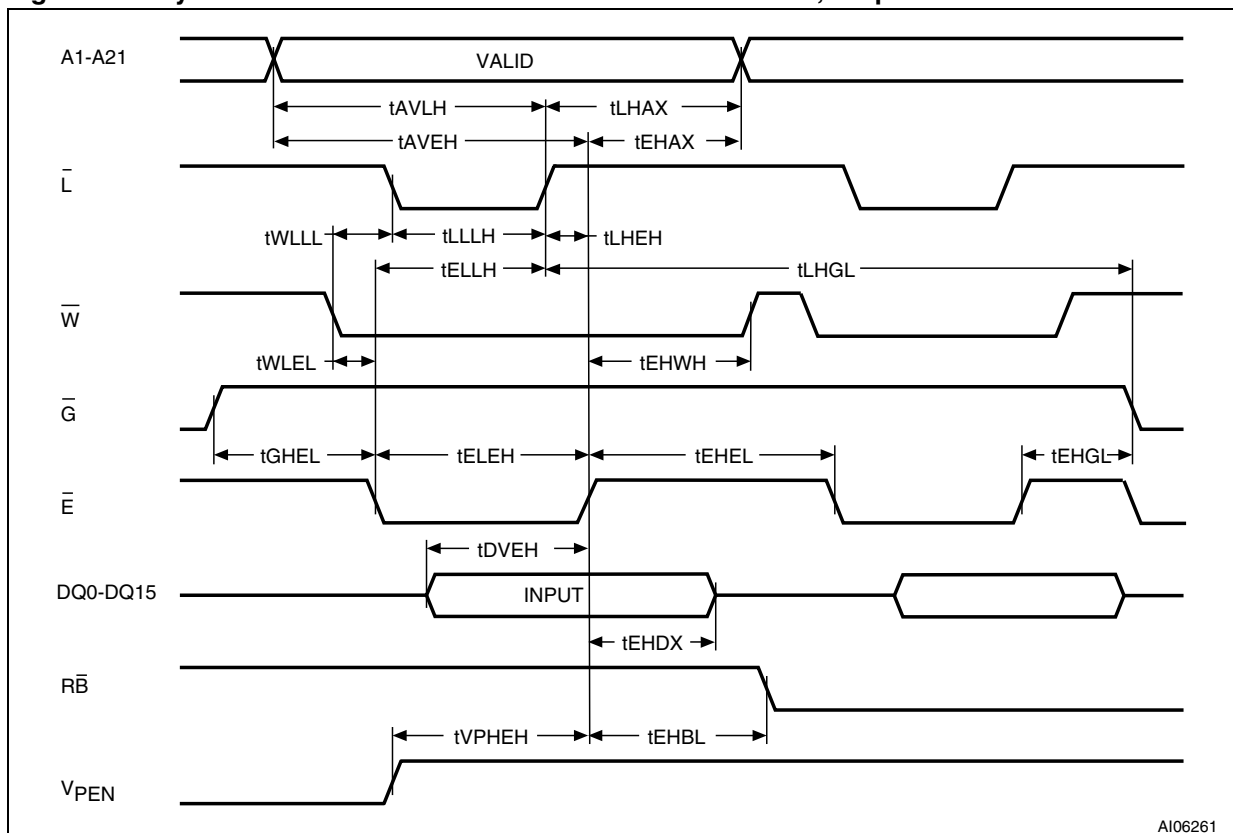 A1-A21
VALID
tAVLH
tLHAX
tAVEH
tEHAX
L̅
tWLLL
tLLLH
tLHEH
tELLH
tLHGL
W̅
tWLEL
tEHWH
G̅
tGHEL
tELEH
tEHEL
tEHGL
E̅
tDVEH
DQ0-DQ15
INPUT
tEHDX
RB̅
tVPHEH
tEHBL
VPEN
AI06261